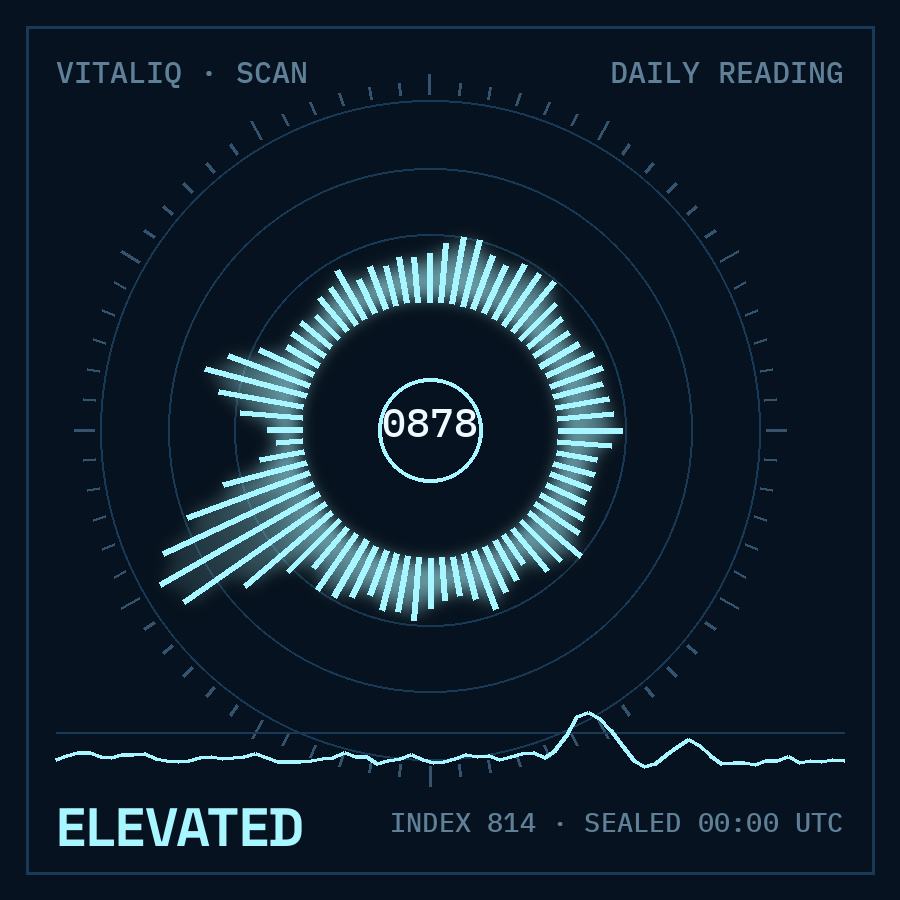 VITALIQ · SCAN
DAILY READING
0878
ELEVATED
INDEX 814 · SEALED 00:00 UTC